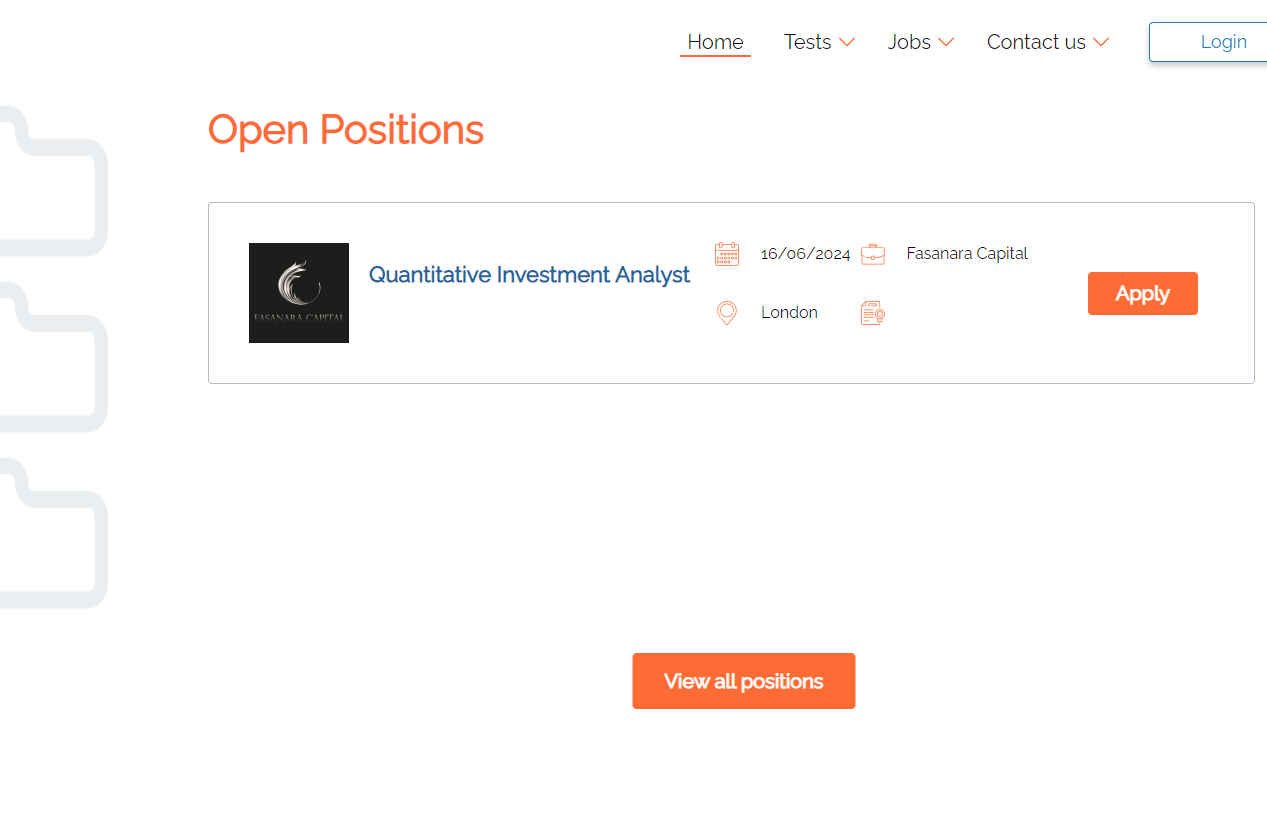 Home Tests Jobs Contact us Login
Open Positions
FASANARA CAPITAL
Quantitative Investment Analyst
16/06/2024 Fasanara Capital
London
Apply
View all positions